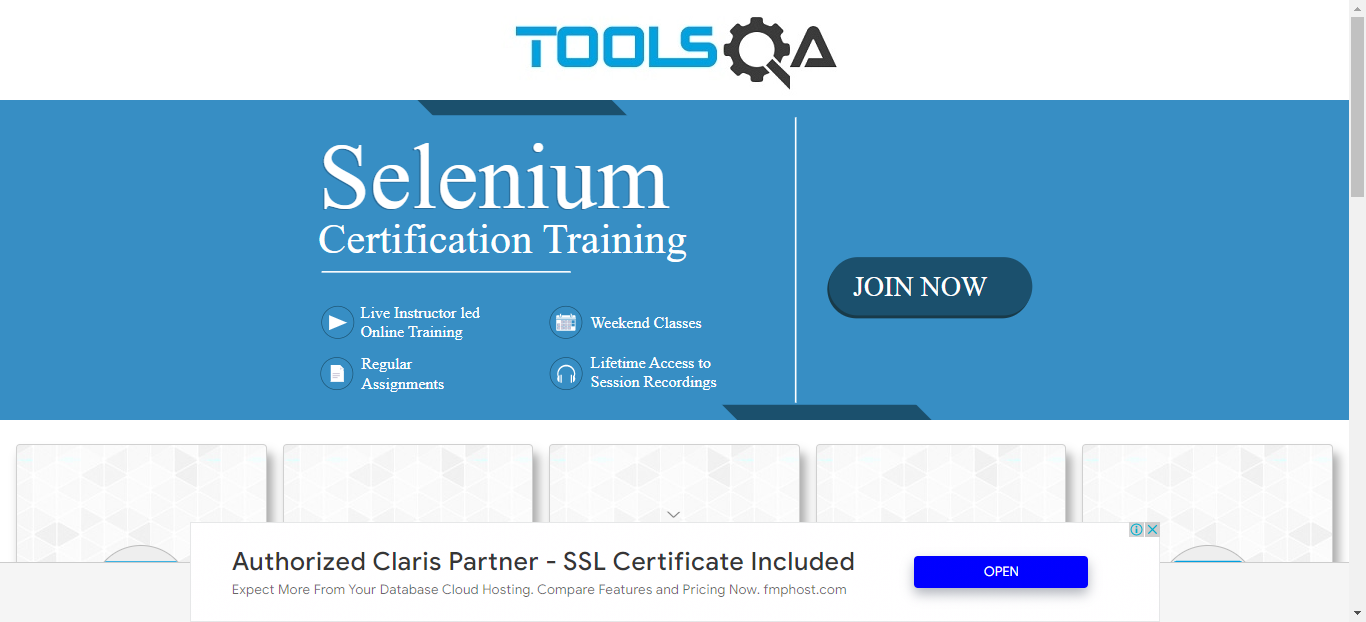 TOOLSQA
Selenium
Certification Training
JOIN NOW
Live Instructor led
Online Training
Weekend Classes
Regular
Assignments
Lifetime Access to
Session Recordings
Authorized Claris Partner - SSL Certificate Included
Expect More From Your Database Cloud Hosting. Compare Features and Pricing Now. fmphost.com
OPEN